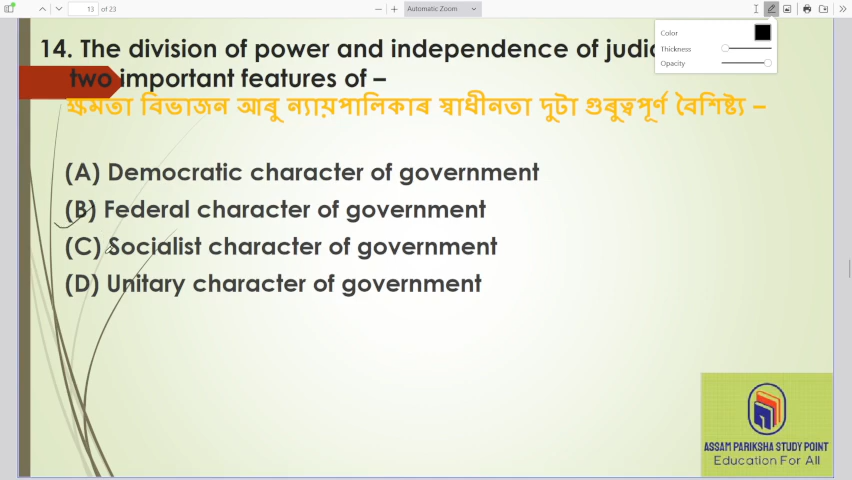 13 of 23
Automatic Zoom
Color
Thickness
Opacity
14. The division of power and independence of
two important features of –
ক্ষমতা বিভাজন আৰু ন্যায়পালিকাৰ স্বাধীনতা দুটা গুৰুত্বপূৰ্ণ বৈশিষ্ট্য –
(A) Democratic character of government
(B) Federal character of government
(C) Socialist character of government
(D) Unitary character of government
ASSAM PARIKSHA STUDY POINT
Education For All